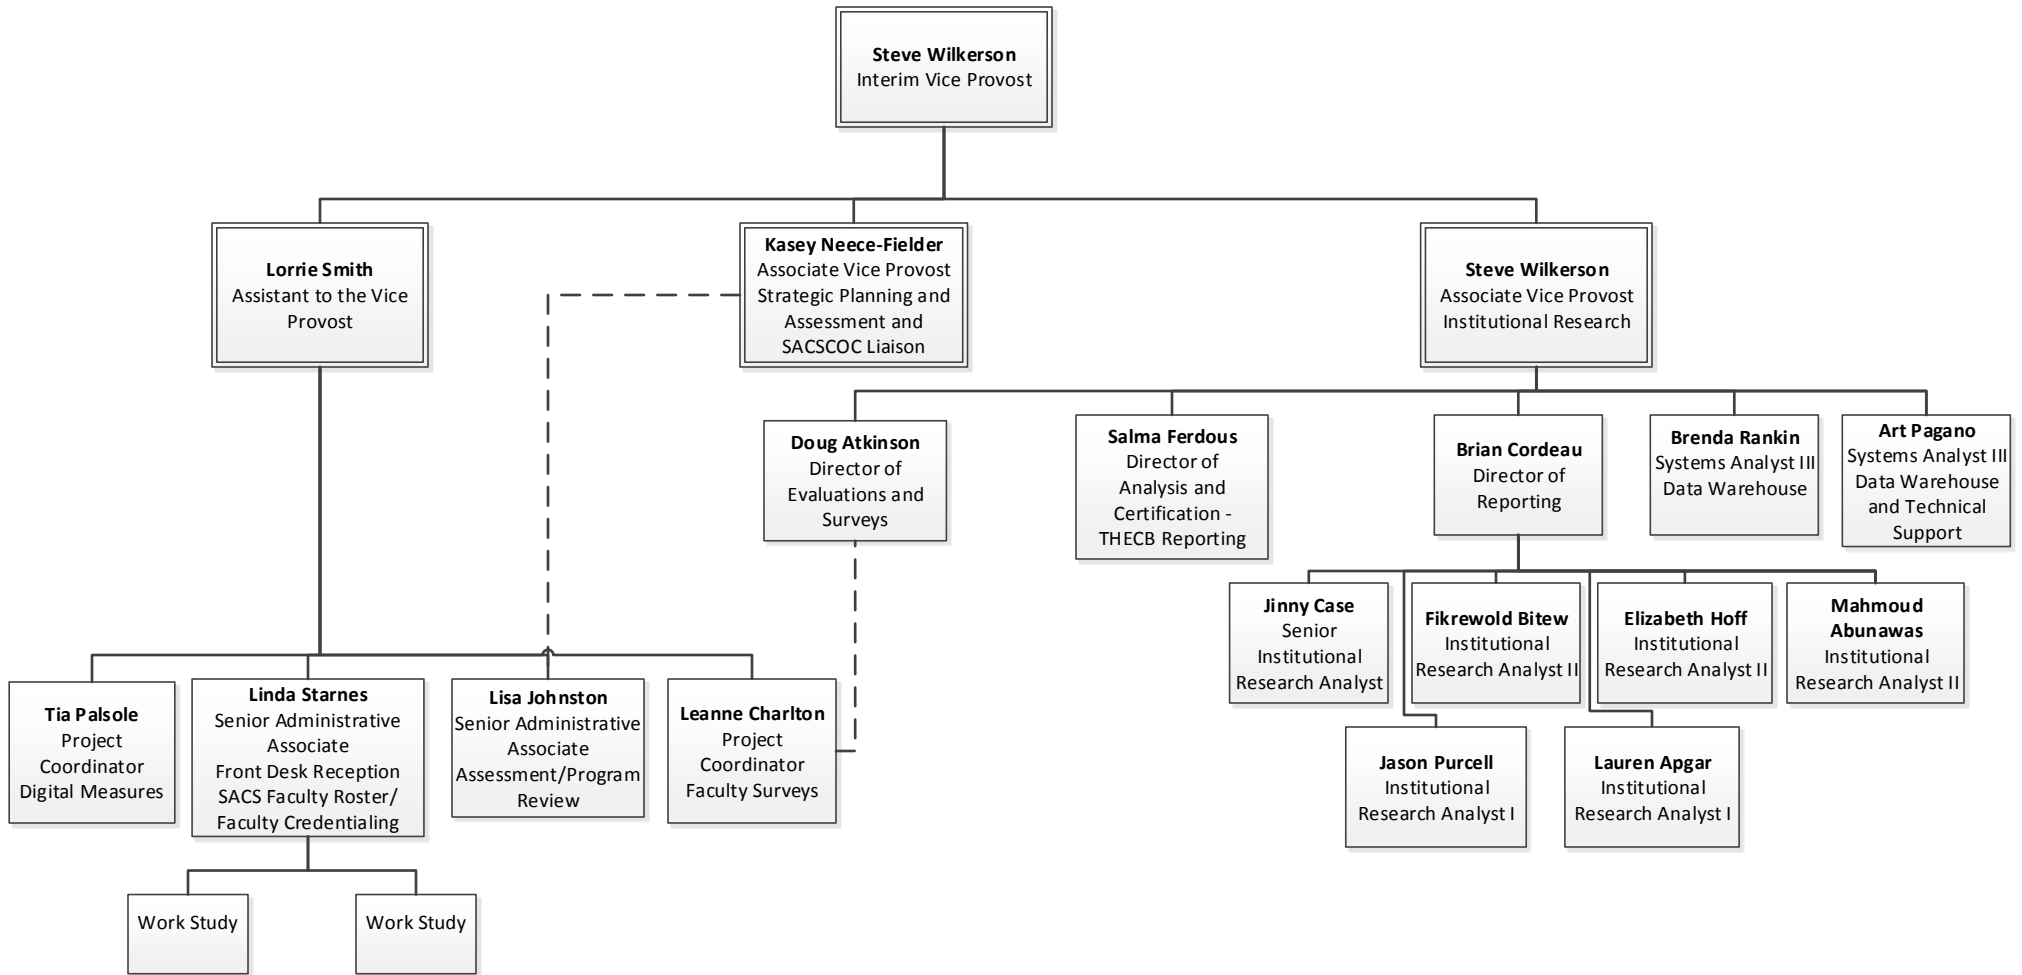 Steve Wilkerson
Interim Vice Provost
Lorrie Smith
Assistant to the Vice
Provost
Kasey Neece-Fielder
Associate Vice Provost
Strategic Planning and
Assessment and
SACSCOC Liaison
Steve Wilkerson
Associate Vice Provost
Institutional Research
Doug Atkinson
Director of
Evaluations and
Surveys
Salma Ferdous
Director of
Analysis and
Certification -
THECB Reporting
Brian Cordeau
Director of
Reporting
Brenda Rankin
Systems Analyst III
Data Warehouse
Art Pagano
Systems Analyst III
Data Warehouse
and Technical
Support
Jinny Case
Senior
Institutional
Research Analyst
Fikrewold Bitew
Institutional
Research Analyst II
Elizabeth Hoff
Institutional
Research Analyst II
Mahmoud
Abunawas
Institutional
Research Analyst II
Tia Palsole
Project
Coordinator
Digital Measures
Linda Starnes
Senior Administrative
Associate
Front Desk Reception
SACS Faculty Roster/
Faculty Credentialing
Lisa Johnston
Senior Administrative
Associate
Assessment/Program
Review
Leanne Charlton
Project
Coordinator
Faculty Surveys
Jason Purcell
Institutional
Research Analyst I
Lauren Apgar
Institutional
Research Analyst I
Work Study
Work Study